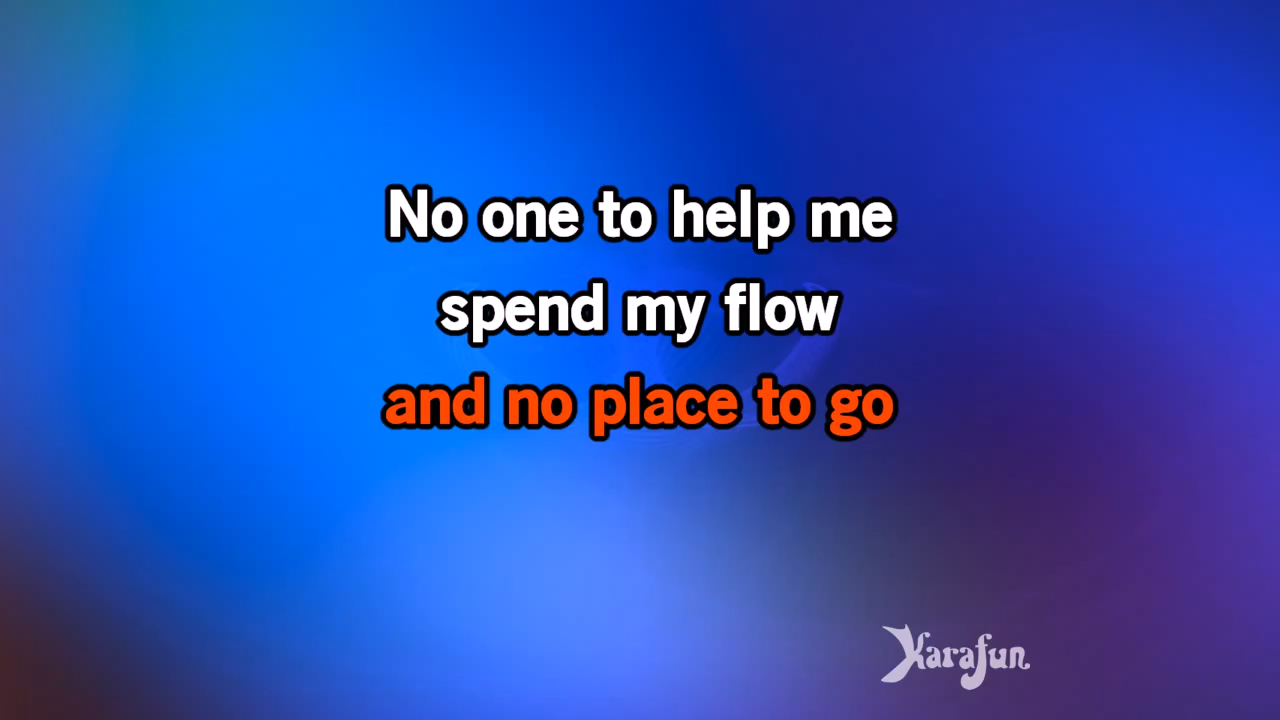 No one to help me
spend my flow
and no place to go
Karafun